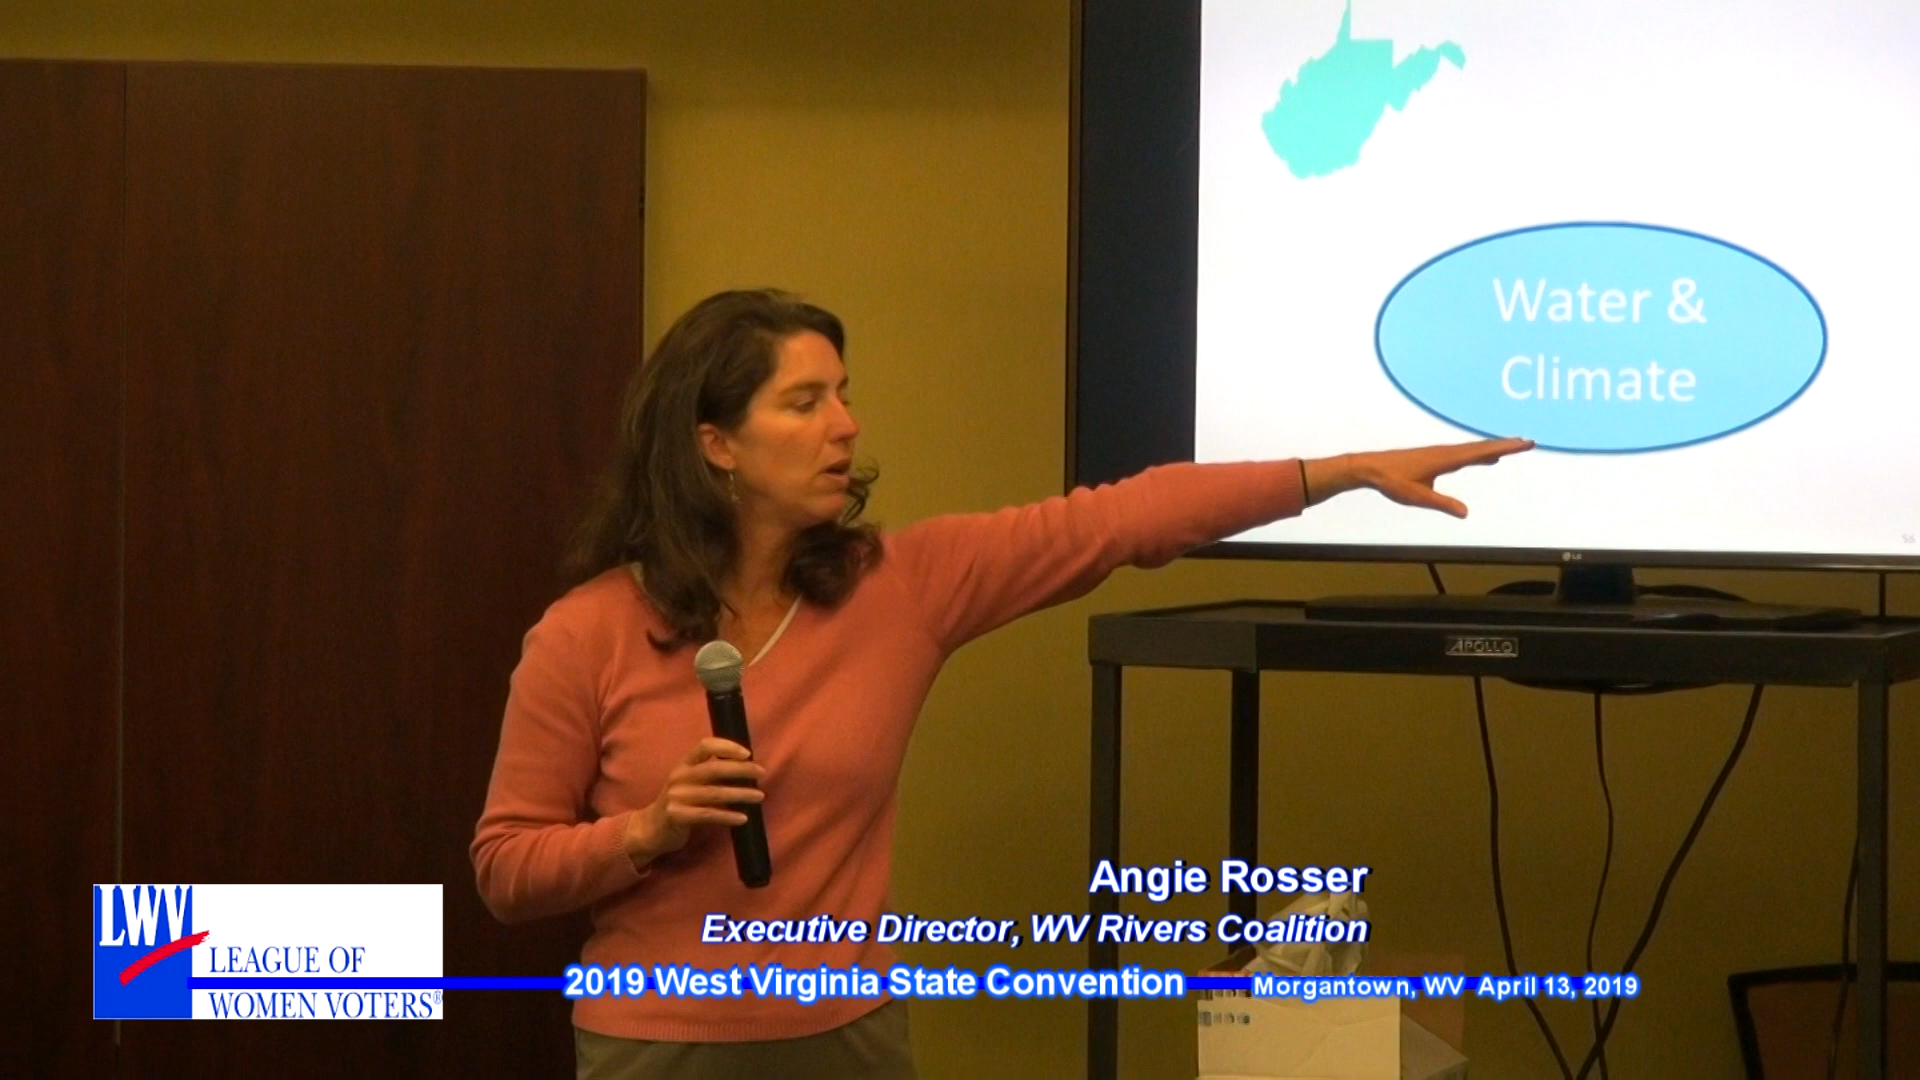 Water &
Climate
56
LG
APOLLO
Angie Rosser
Executive Director, WV Rivers Coalition
LWV
LEAGUE OF
WOMEN VOTERS®
2019 West Virginia State Convention Morgantown, WV April 13, 2019